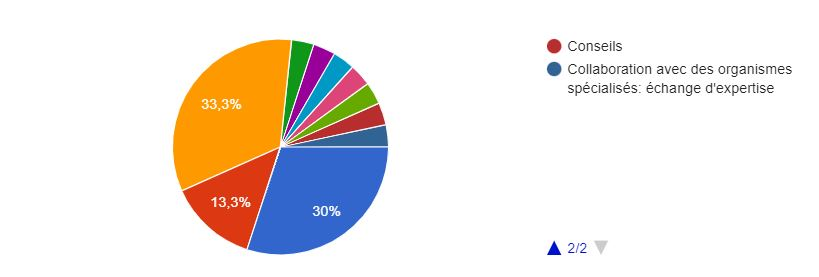 33,3%
13,3%
30%
Conseils
Collaboration avec des organismes
spécialisés: échange d'expertise
2/2